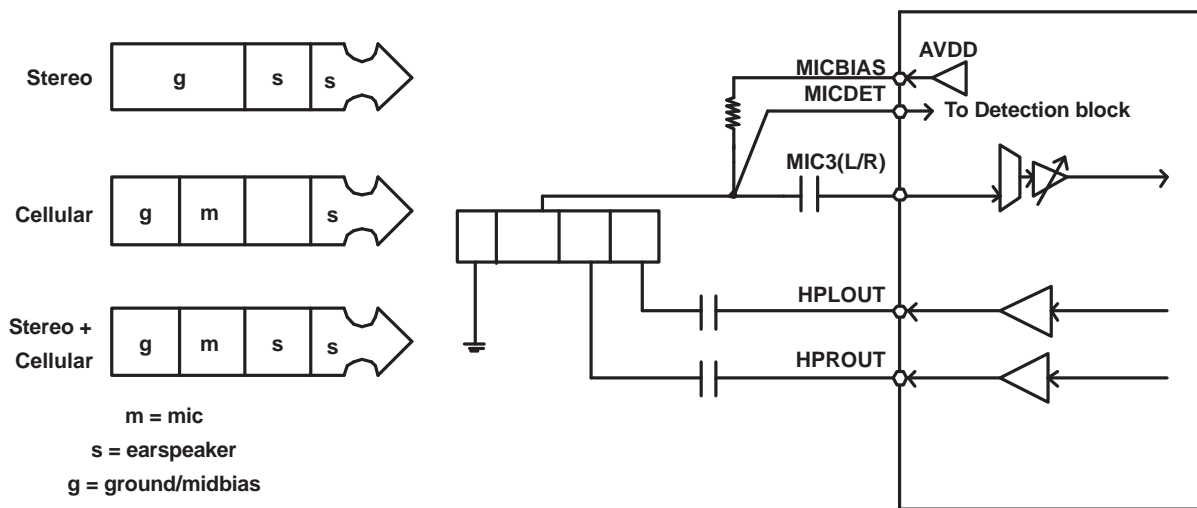 Stereo
g
s
s
Cellular
g
m
s
Stereo +
Cellular
g
m
s
s
m = mic
s = earspeaker
g = ground/midbias
AVDD
MICBIAS
MICDET
To Detection block
MIC3(L/R)
HPLOUT
HPROUT